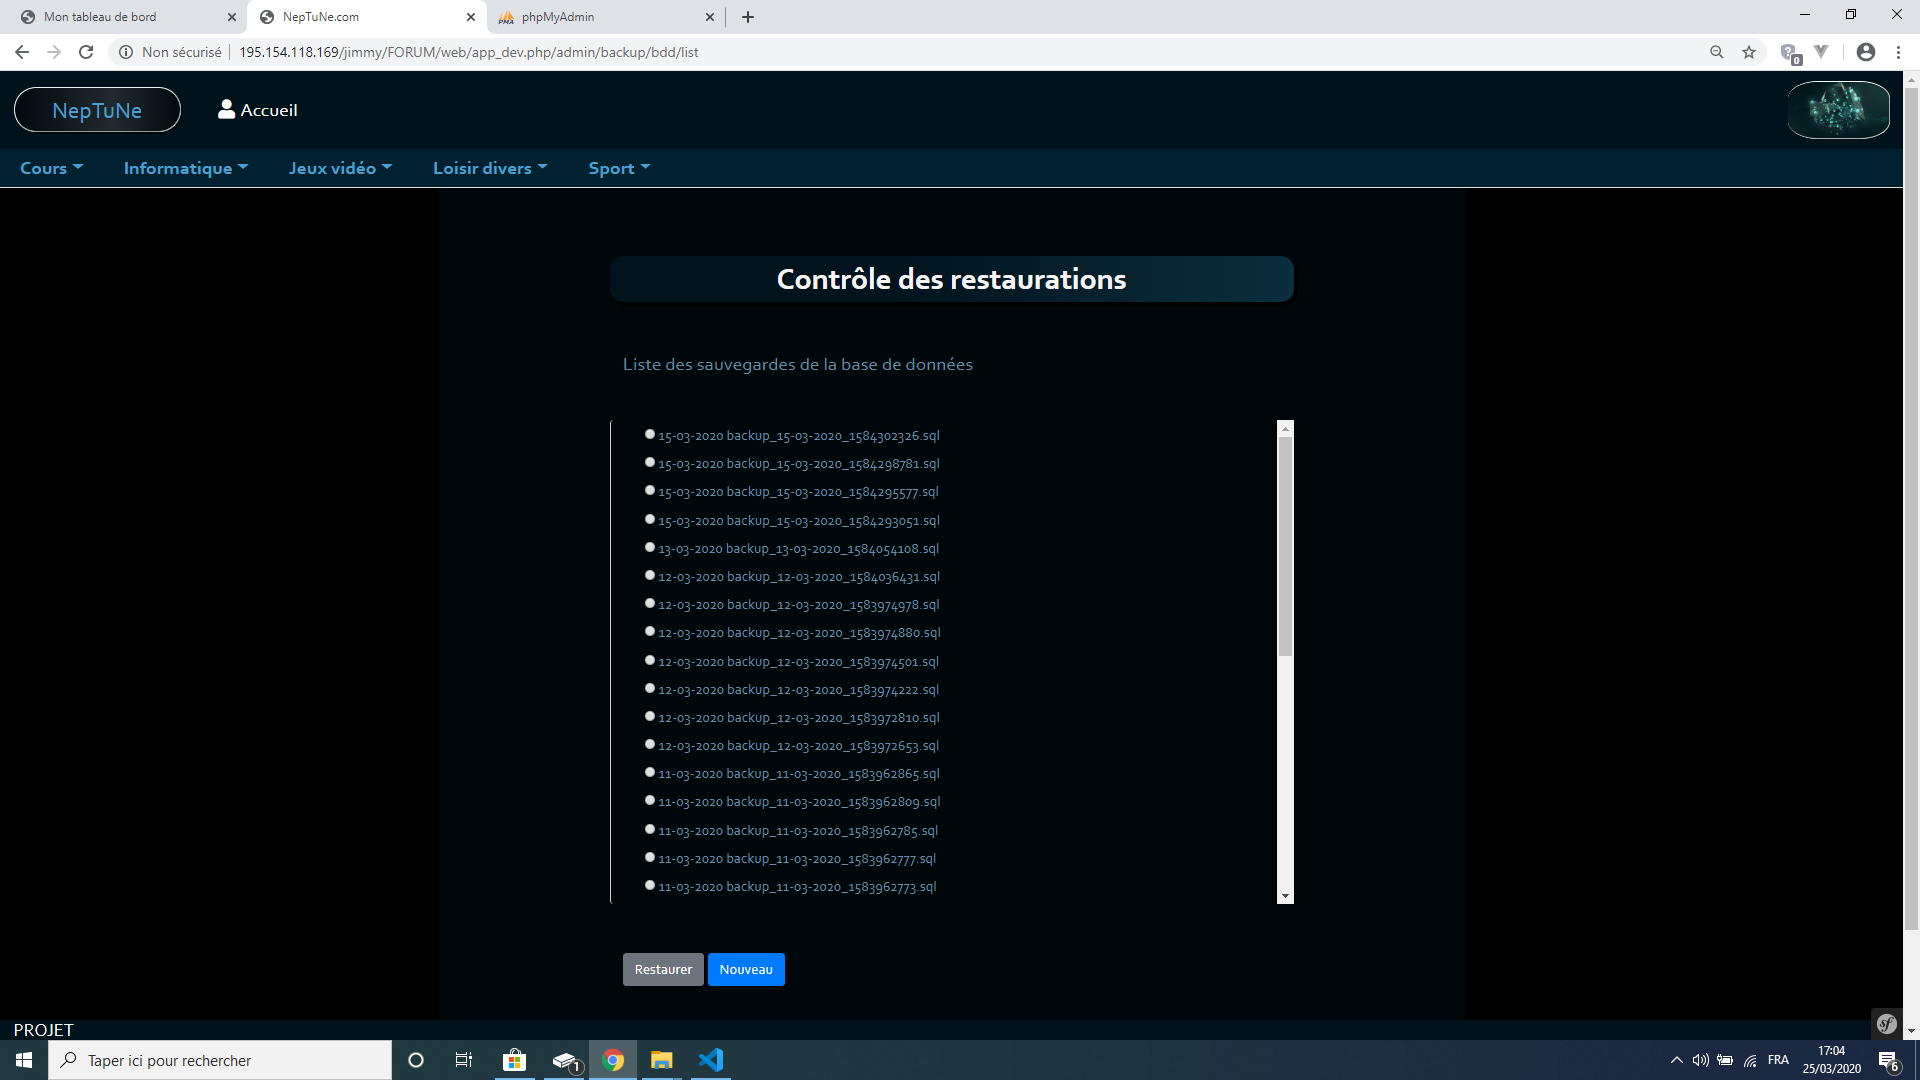 Mon tableau de bord
NepTuNe.com
phpMyAdmin
Non sécurisé
195.154.118.169/jimmy/FORUM/web/app_dev.php/admin/backup/bdd/list
0
NepTuNe
Accueil
Cours
Informatique
Jeux vidéo
Loisir divers
Sport
Contrôle des restaurations
Liste des sauvegardes de la base de données
15-03-2020 backup_15-03-2020_1584302326.sql
15-03-2020 backup_15-03-2020_1584298781.sql
15-03-2020 backup_15-03-2020_1584295577.sql
15-03-2020 backup_15-03-2020_1584293051.sql
13-03-2020 backup_13-03-2020_1584054108.sql
12-03-2020 backup_12-03-2020_1584036431.sql
12-03-2020 backup_12-03-2020_1583974978.sql
12-03-2020 backup_12-03-2020_1583974880.sql
12-03-2020 backup_12-03-2020_1583974501.sql
12-03-2020 backup_12-03-2020_1583974222.sql
12-03-2020 backup_12-03-2020_1583972810.sql
12-03-2020 backup_12-03-2020_1583972653.sql
11-03-2020 backup_11-03-2020_1583962865.sql
11-03-2020 backup_11-03-2020_1583962809.sql
11-03-2020 backup_11-03-2020_1583962785.sql
11-03-2020 backup_11-03-2020_1583962777.sql
11-03-2020 backup_11-03-2020_1583962773.sql
Restaurer
Nouveau
PROJET
sf
Taper ici pour rechercher
1
FRA
17:04
25/03/2020
6